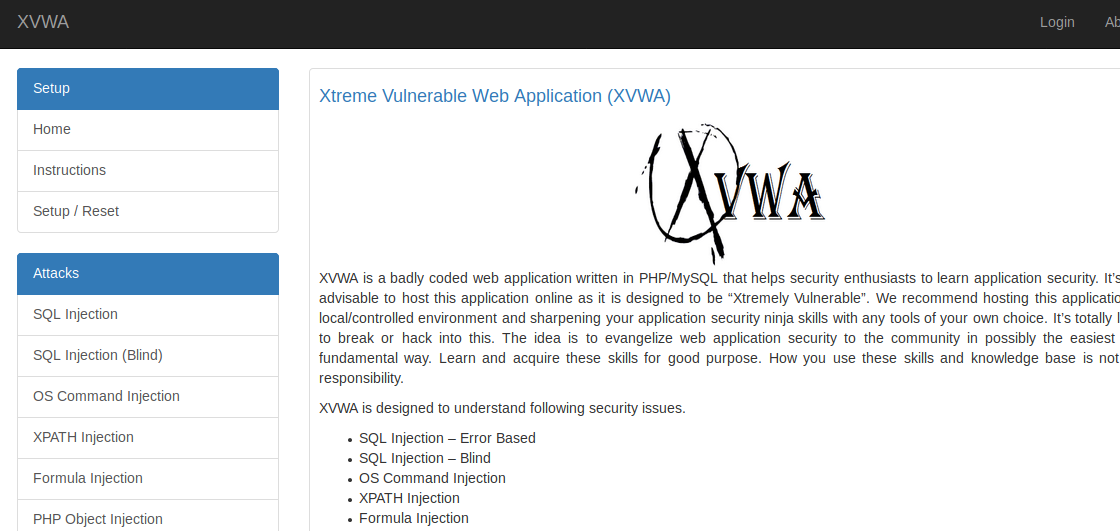 XVWA
Login
Setup
Home
Instructions
Setup / Reset
Attacks
SQL Injection
SQL Injection (Blind)
OS Command Injection
XPATH Injection
Formula Injection
PHP Object Injection
Xtreme Vulnerable Web Application (XVWA)
XVWA
XVWA is a badly coded web application written in PHP/MySQL that helps security enthusiasts to learn application security. It’s
advisable to host this application online as it is designed to be “Xtremely Vulnerable”. We recommend hosting this
local/controlled environment and sharpening your application security ninja skills with any tools of your own choice. It’s totally
to break or hack into this. The idea is to evangelize web application security to the community in possibly the easiest
fundamental way. Learn and acquire these skills for good purpose. How you use these skills and knowledge base is not
responsibility.
XVWA is designed to understand following security issues.
• SQL Injection – Error Based
• SQL Injection – Blind
• OS Command Injection
• XPATH Injection
• Formula Injection